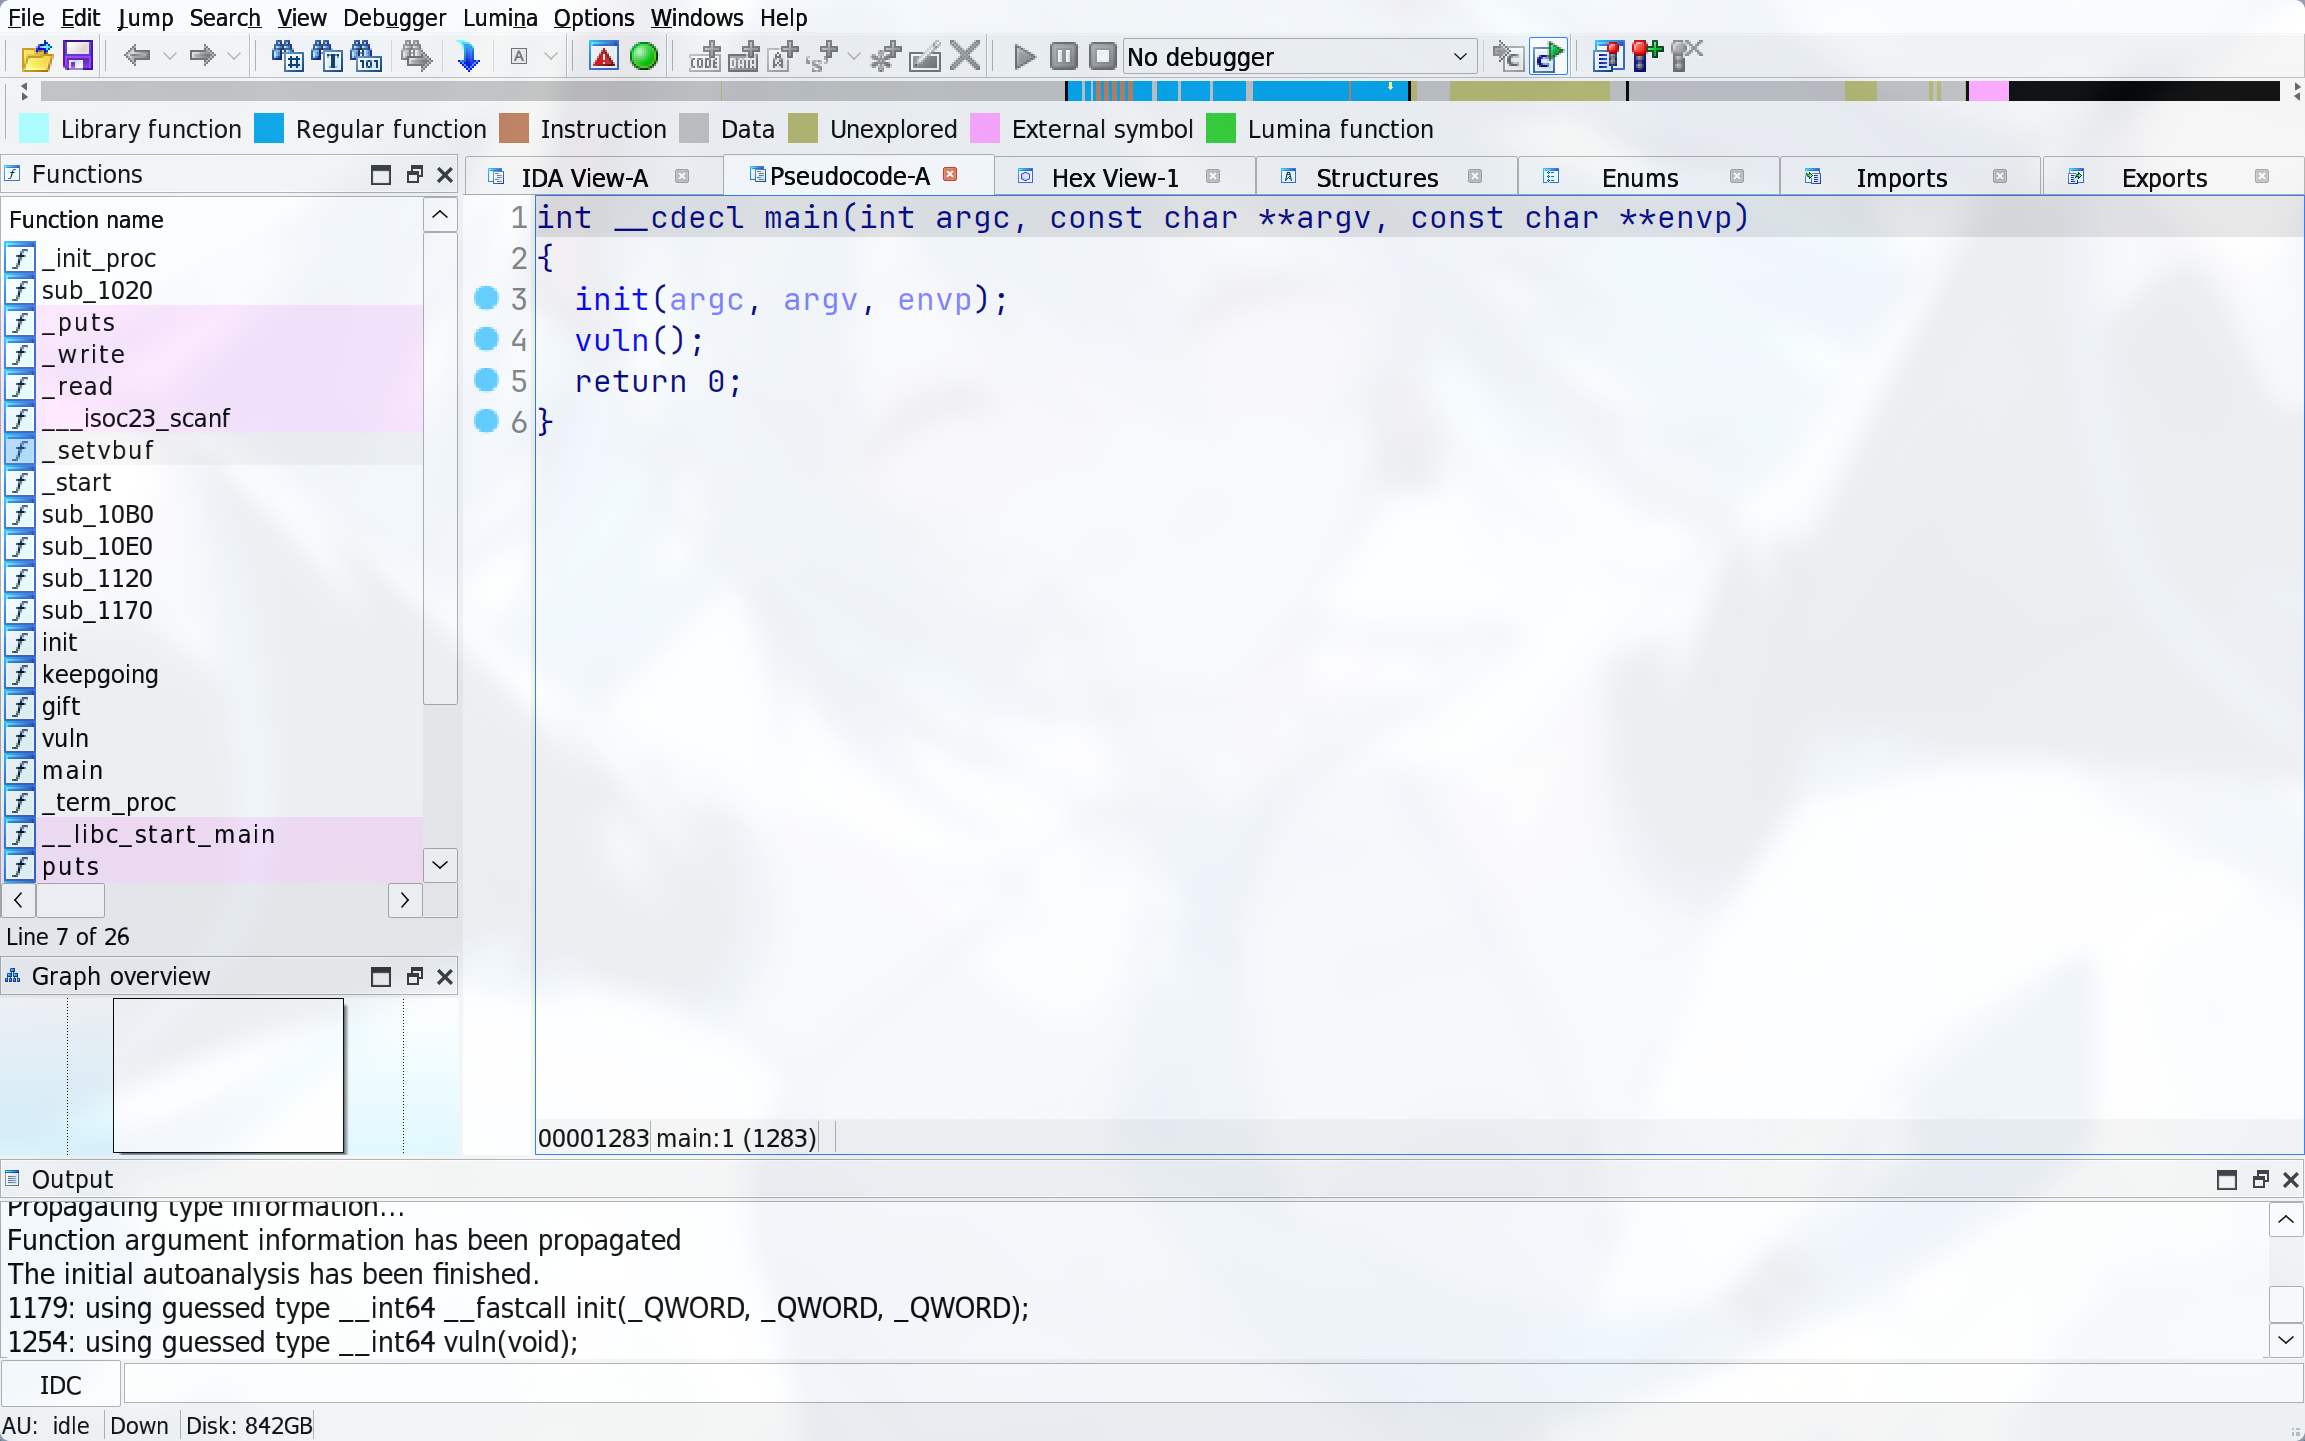 File Edit Jump Search View Debugger Lumina Options Windows Help
No debugger
Library function Regular function Instruction Data Unexplored External symbol Lumina function
Functions
Function name
_init_proc
sub_1020
_puts
_write
_read
___isoc23_scanf
_setvbuf
_start
sub_10B0
sub_10E0
sub_1120
sub_1170
init
keepgoing
gift
vuln
main
_term_proc
__libc_start_main
puts
Line 7 of 26
Graph overview
IDA View-A Pseudocode-A Hex View-1 Structures Enums Imports Exports
1 int __cdecl main(int argc, const char **argv, const char **envp)
2 {
3 init(argc, argv, envp);
4 vuln();
5 return 0;
6 }
00001283 main:1 (1283)
Output
Propagating type information...
Function argument information has been propagated
The initial autoanalysis has been finished.
1179: using guessed type __int64 __fastcall init(_QWORD, _QWORD, _QWORD);
1254: using guessed type __int64 vuln(void);
IDC
AU: idle Down Disk: 842GB